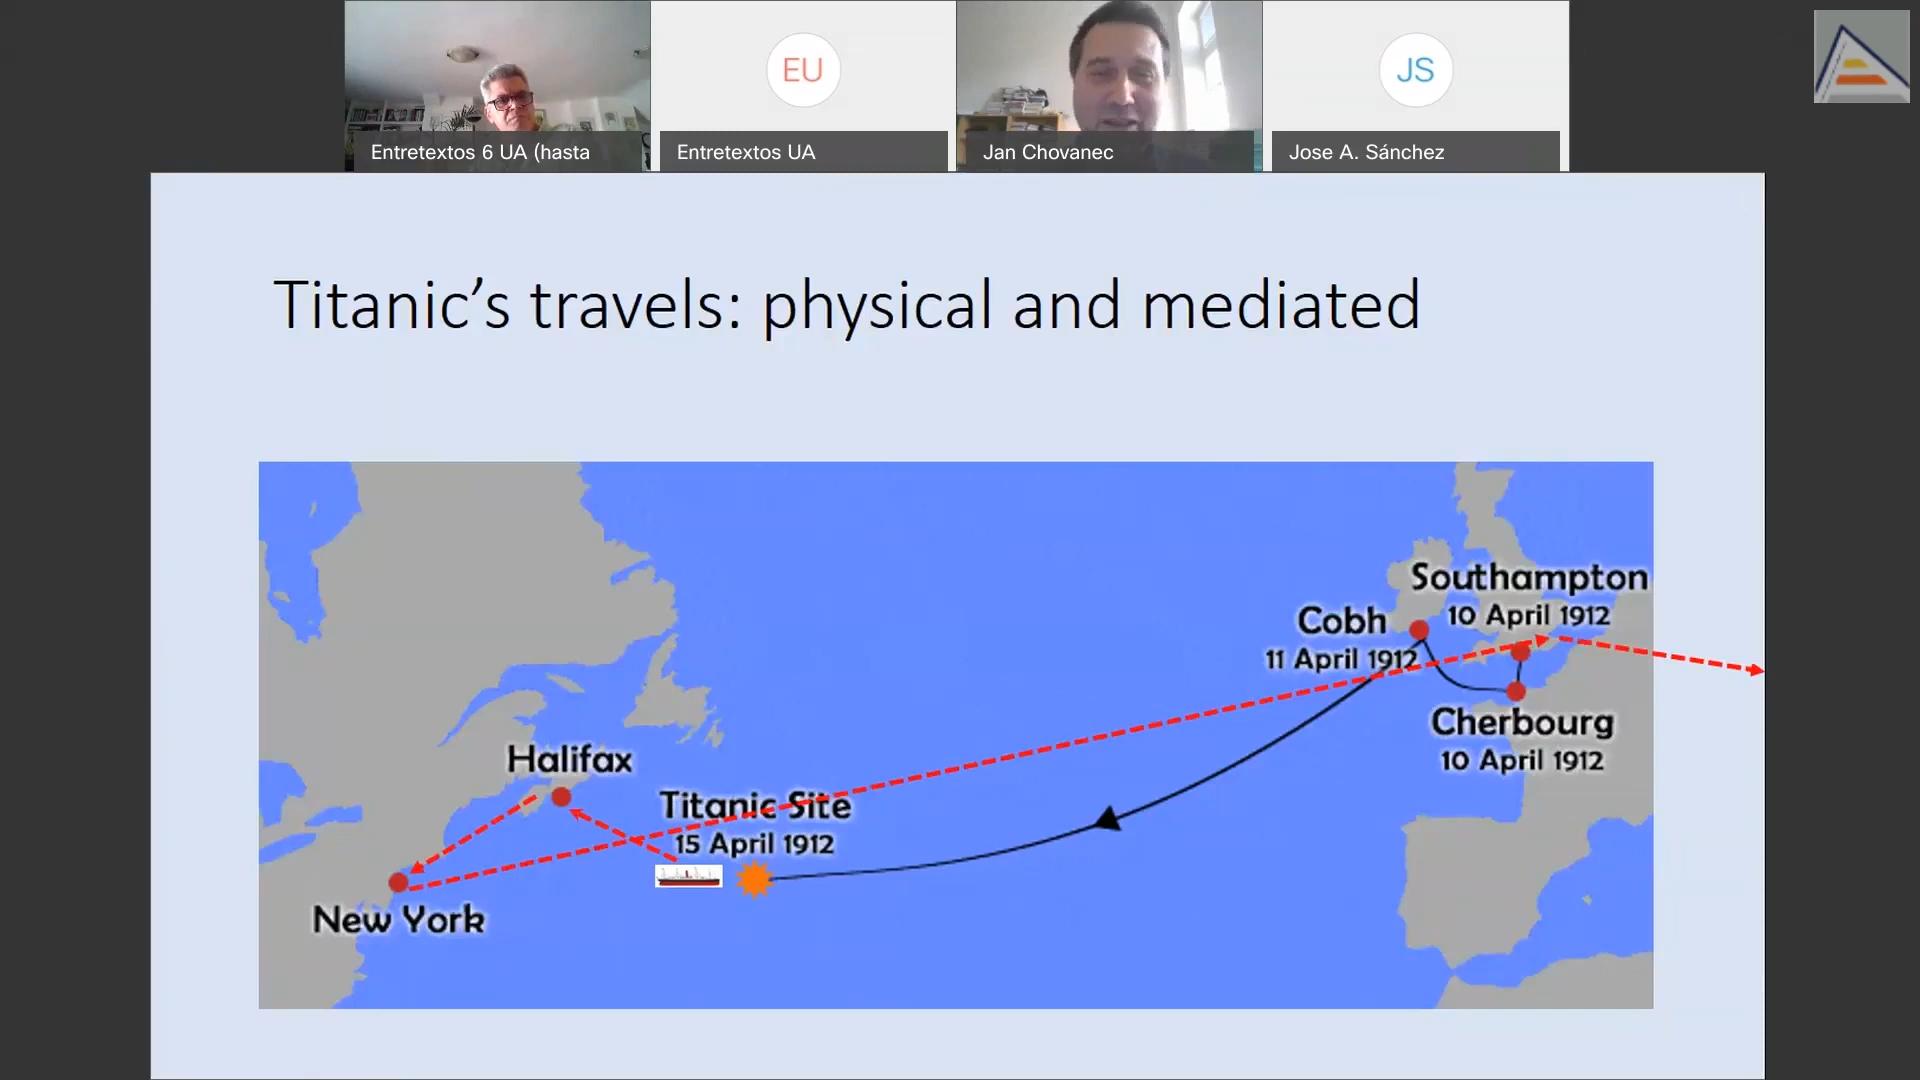 Entretextos 6 UA (hasta
EU
Entretextos UA
Jan Chovanec
JS
Jose A. Sánchez
Titanic’s travels: physical and mediated
Southampton
10 April 1912
Cobh
11 April 1912
Cherbourg
10 April 1912
Halifax
Titanic Site
15 April 1912
New York